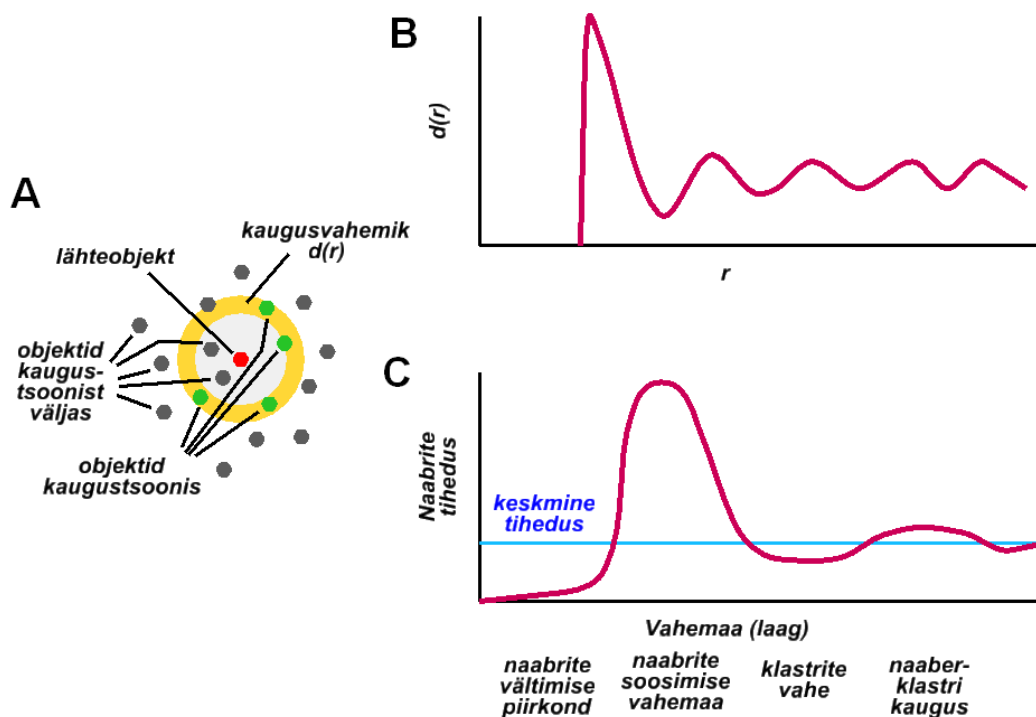 A
lähteobjekt
kaugusvahemik
d(r)
objektid
kaugus-
tsoonist
väljas
objektid
kaugustsoonis
B
d(r)
r
C
Naabrite
tihedus
keskmine
tihedus
Vahemaa (laag)
naabrite
vältimise
piirkond
naabrite
soosimise
vahemaa
klastrite
vahe
naaber-
klastri
kaugus